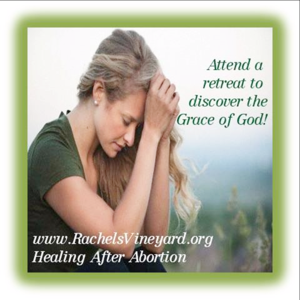 Attend a
retreat to
discover the
Grace of God!
www.RachelsVineyard.org
Healing After Abortion